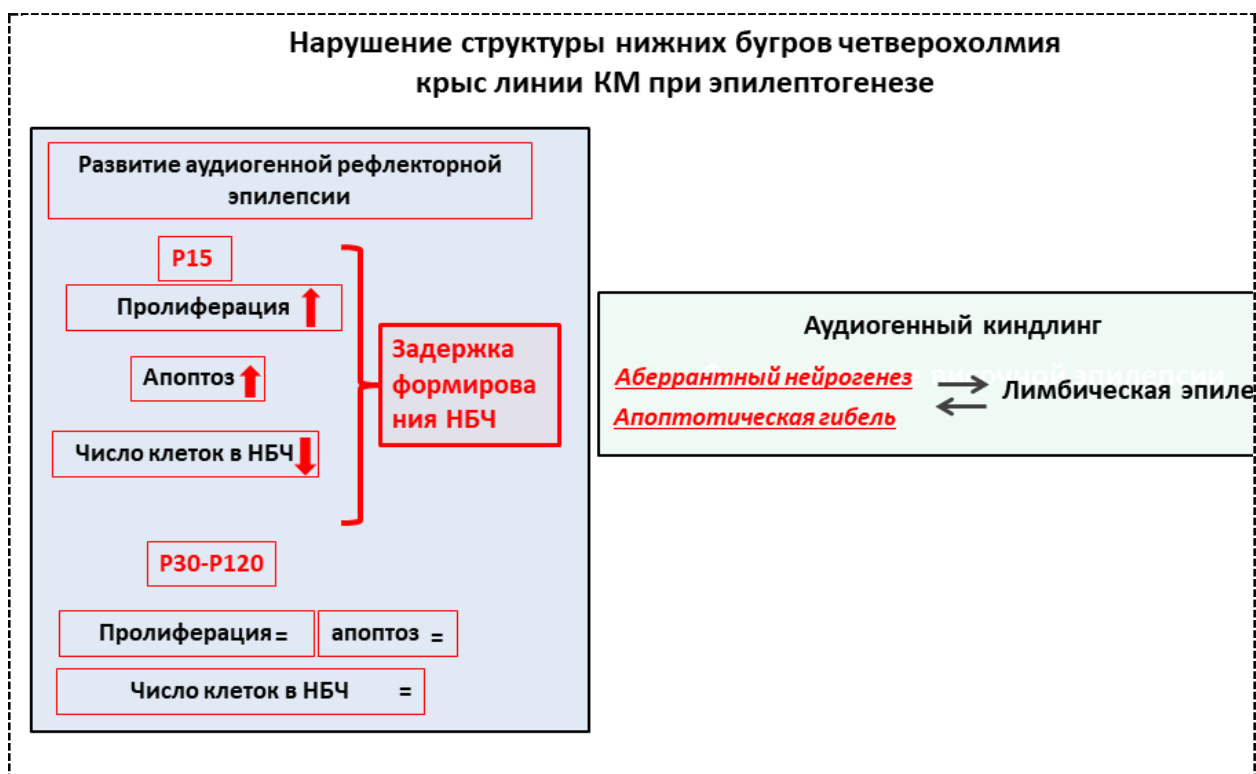 Нарушение структуры нижних бугров четверохолмия
крыс линии КМ при эпилептогенезе
Развитие аудиогенной рефлекторной
эпилепсии
P15
Пролиферация
Апоптоз
Число клеток в НБЧ
Задержка
формирова
ния НБЧ
P30-P120
Пролиферация =
апоптоз =
Число клеток в НБЧ =
Аудиогенный киндлинг
Аберрантный нейрогенез
Апоптотическая гибель
височной эпилепсии
Лимбическая эпиле